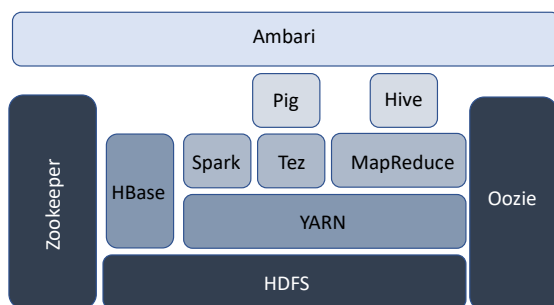 Ambari
Pig
Hive
Zookeeper
HBase
Spark
Tez
MapReduce
Oozie
YARN
HDFS